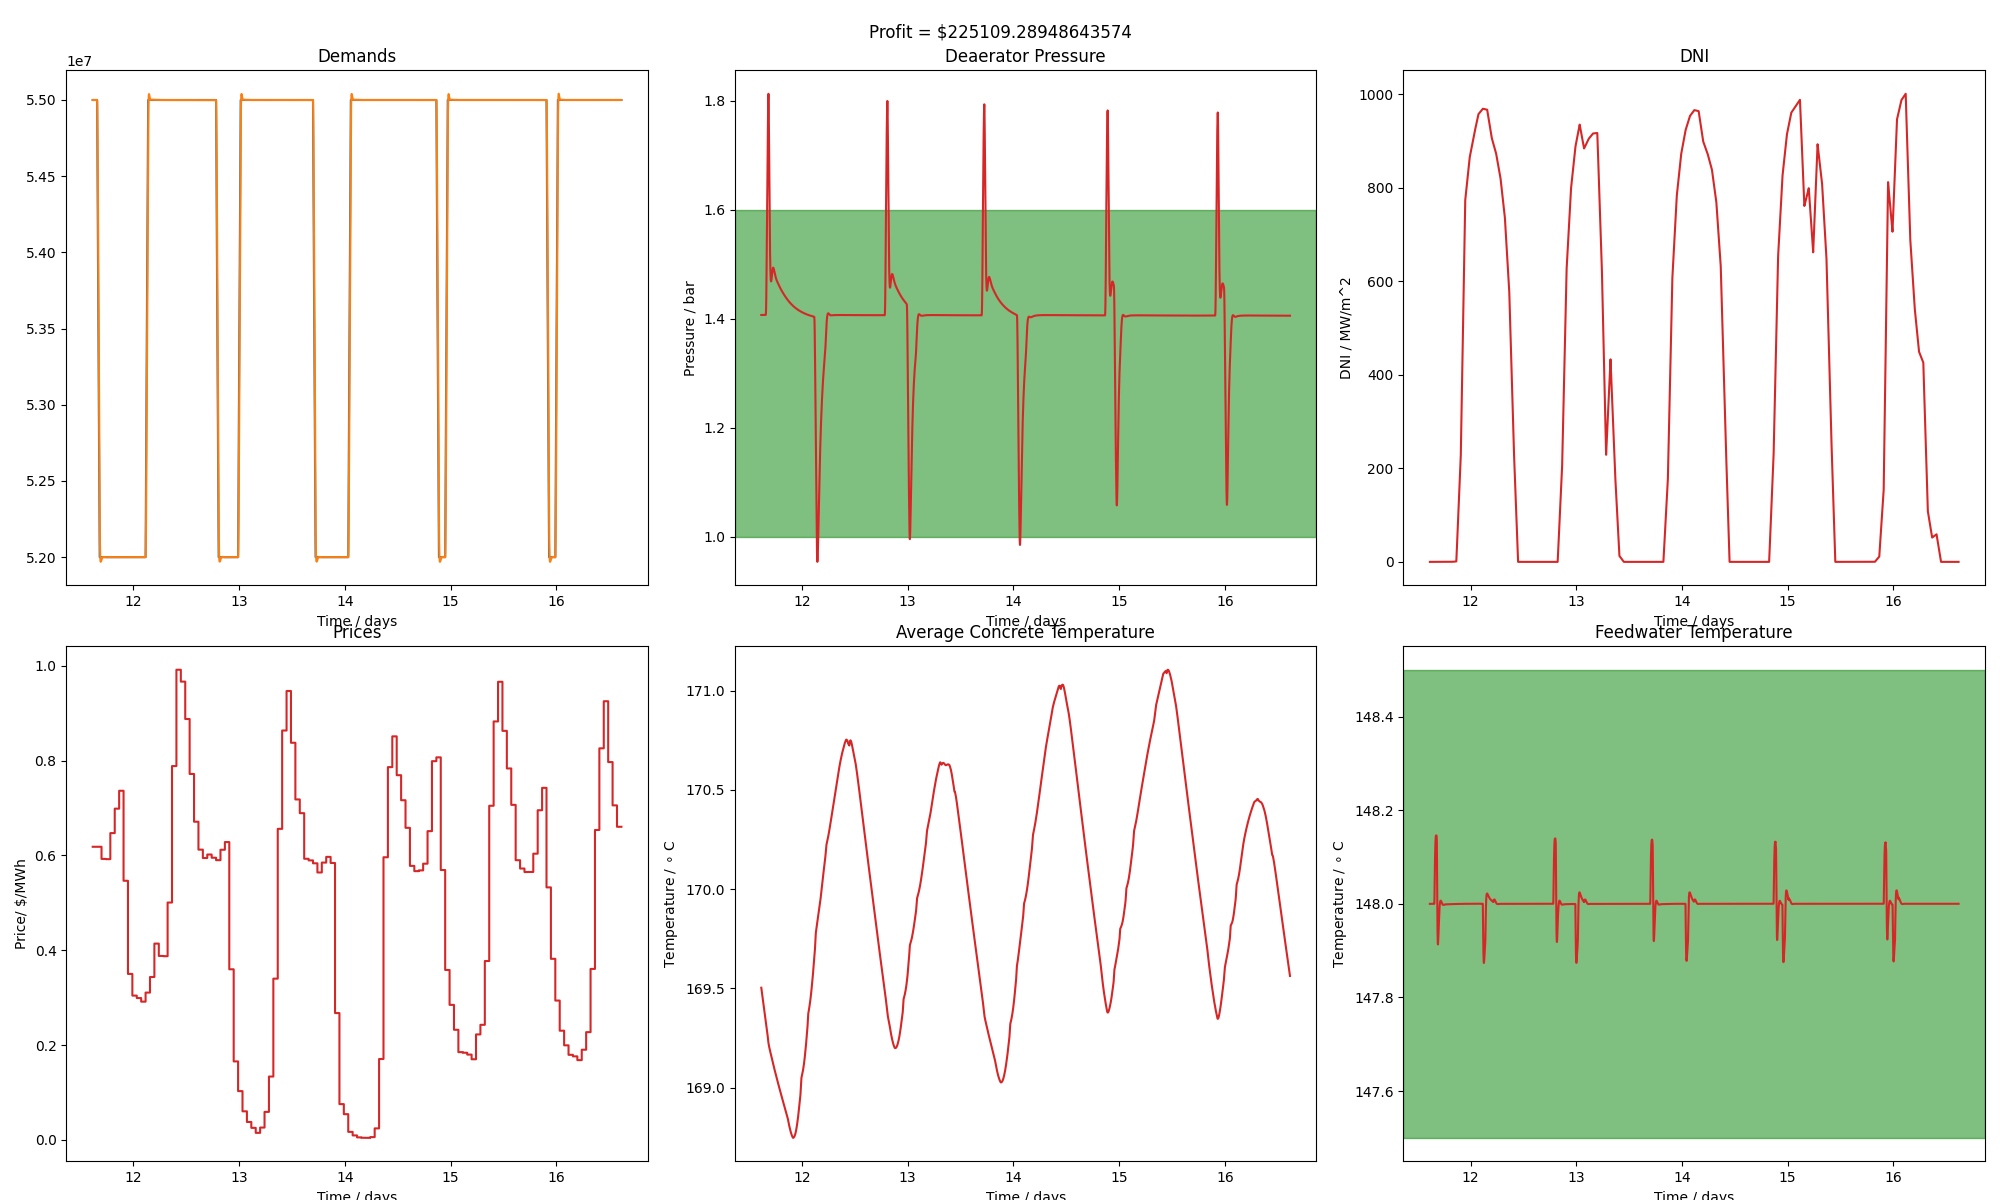 Profit = $225109.28948643574
Demands
1e7
5.50
5.45
5.40
5.35
5.30
5.25
5.20
12 13 14 15 16
Time / days
Deaerator Pressure
Pressure / bar
1.8
1.6
1.4
1.2
1.0
12 13 14 15 16
Time / days
DNI
DNI / MW/m^2
1000
800
600
400
200
0
12 13 14 15 16
Time / days
Prices
Price/ $/MWh
1.0
0.8
0.6
0.4
0.2
0.0
12 13 14 15 16
Time / days
Average Concrete Temperature
Temperature / ∘ C
171.0
170.5
170.0
169.5
169.0
12 13 14 15 16
Time / days
Feedwater Temperature
Temperature / ∘ C
148.4
148.2
148.0
147.8
147.6
12 13 14 15 16
Time / days